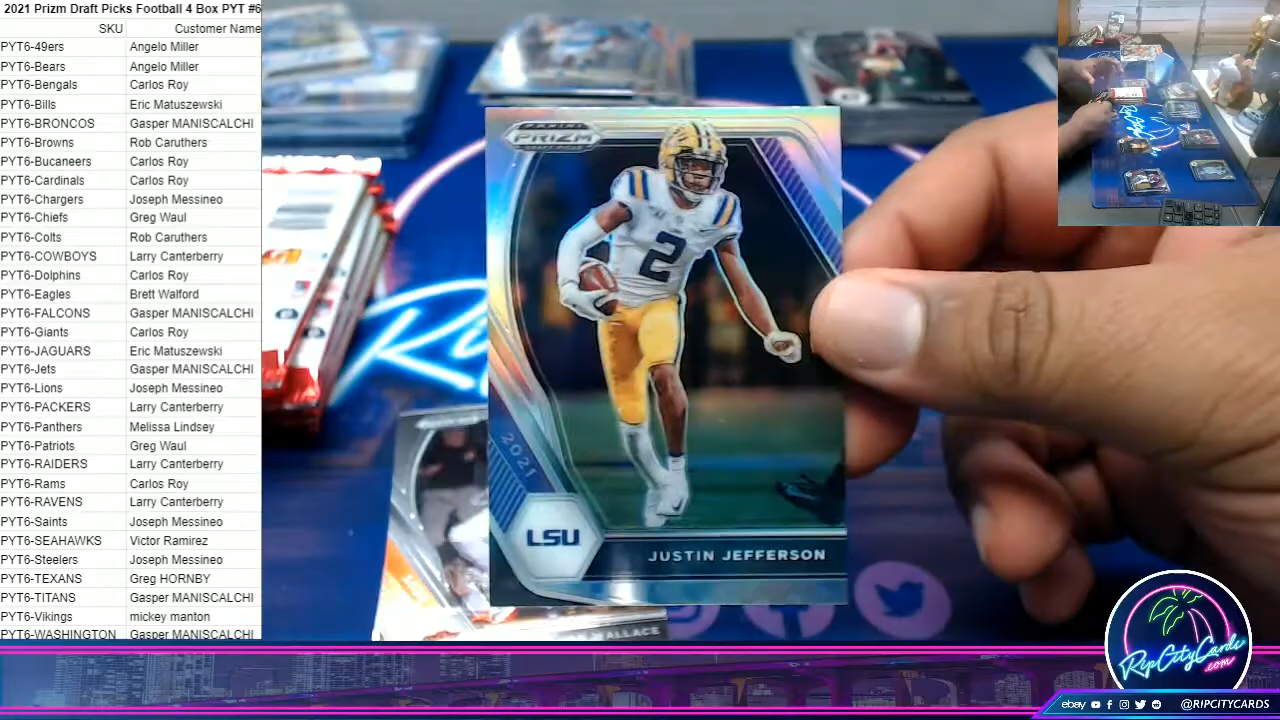 2021 Prizm Draft Picks Football 4 Box PYT #6
SKU Customer Name
PYT6-49ers Angelo Miller
PYT6-Bears Angelo Miller
PYT6-Bengals Carlos Roy
PYT6-Bills Eric Matuszewski
PYT6-BRONCOS Gasper MANISCALCHI
PYT6-Browns Rob Caruthers
PYT6-Bucaneers Carlos Roy
PYT6-Cardinals Carlos Roy
PYT6-Chargers Joseph Messineo
PYT6-Chiefs Greg Waul
PYT6-Colts Rob Caruthers
PYT6-COWBOYS Larry Canterberry
PYT6-Dolphins Carlos Roy
PYT6-Eagles Brett Walford
PYT6-FALCONS Gasper MANISCALCHI
PYT6-Giants Carlos Roy
PYT6-JAGUARS Eric Matuszewski
PYT6-Jets Gasper MANISCALCHI
PYT6-Lions Joseph Messineo
PYT6-PACKERS Larry Canterberry
PYT6-Panthers Melissa Lindsey
PYT6-Patriots Greg Waul
PYT6-RAIDERS Larry Canterberry
PYT6-Rams Carlos Roy
PYT6-RAVENS Larry Canterberry
PYT6-Saints Joseph Messineo
PYT6-SEAHAWKS Victor Ramirez
PYT6-Steelers Joseph Messineo
PYT6-TEXANS Greg HORNBY
PYT6-TITANS Gasper MANISCALCHI
PYT6-Vikings mickey manton
PYT6-WASHINGTON Gasper MANISCALCHI
PANINI
PRIZM
DRAFT PICKS
2
2021
LSU
JUSTIN JEFFERSON
WALLACE
RipCityCards
.com
ebay @RIPCITYCARDS